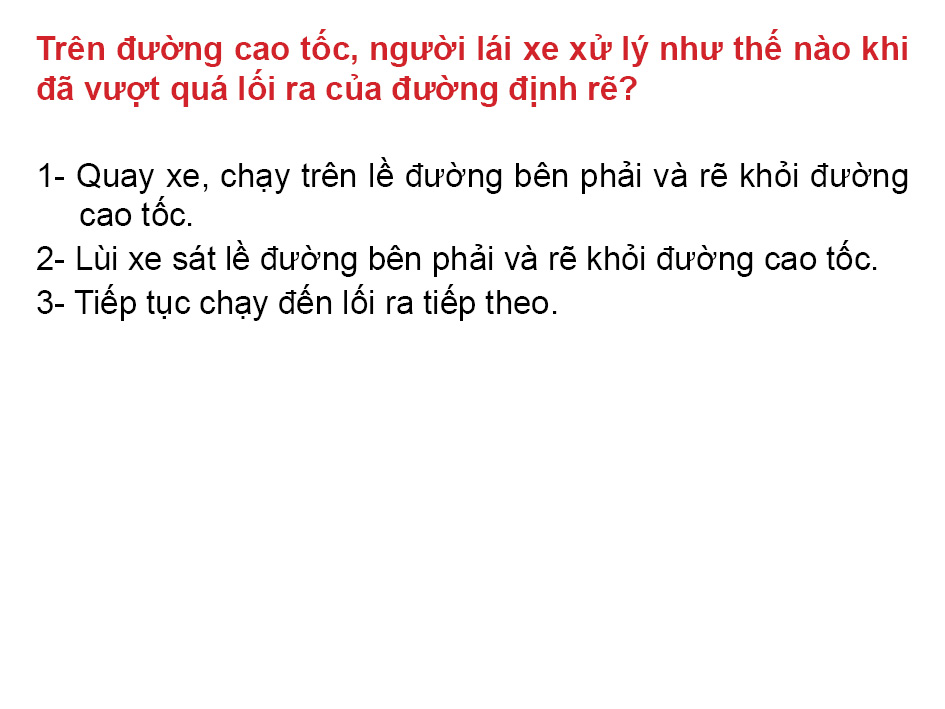 Trên đường cao tốc, người lái xe xử lý như thế nào khi
đã vượt quá lối ra của đường định rẽ?
1- Quay xe, chạy trên lề đường bên phải và rẽ khỏi đường
cao tốc.
2- Lùi xe sát lề đường bên phải và rẽ khỏi đường cao tốc.
3- Tiếp tục chạy đến lối ra tiếp theo.